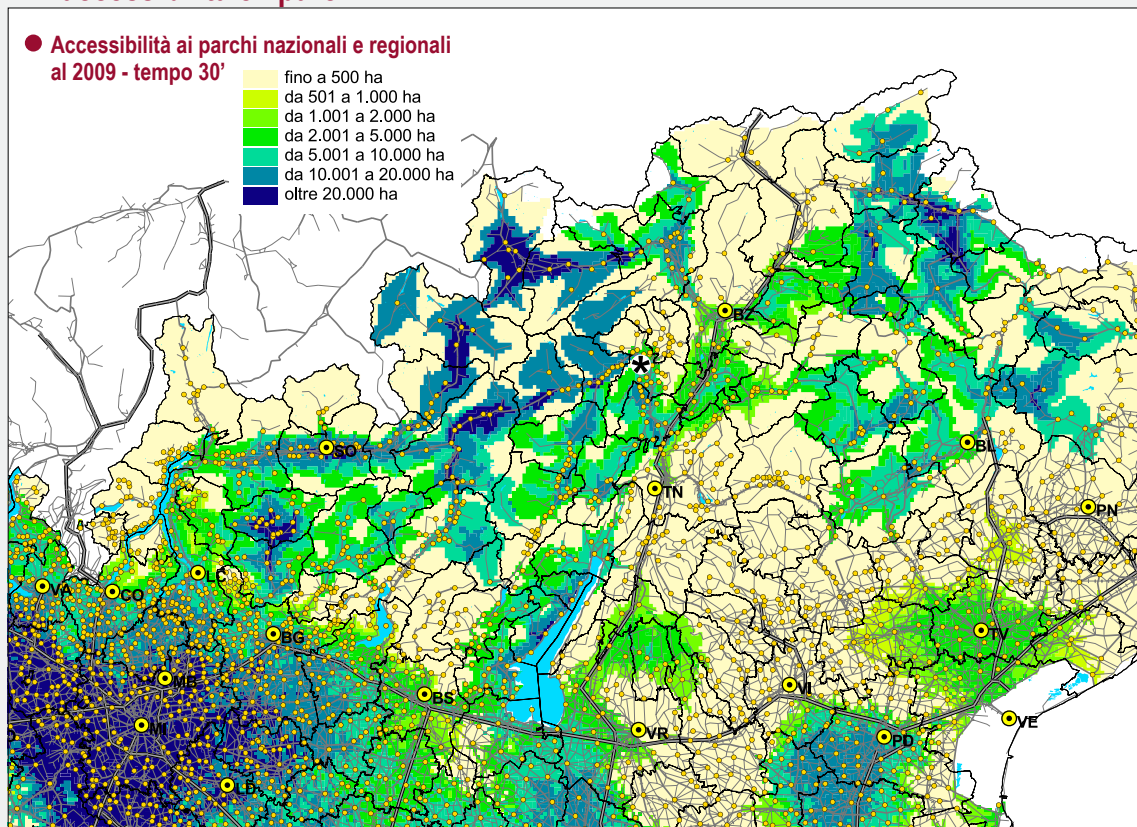 ● Accessibilità ai parchi nazionali e regionali
al 2009 - tempo 30’
fino a 500 ha
da 501 a 1.000 ha
da 1.001 a 2.000 ha
da 2.001 a 5.000 ha
da 5.001 a 10.000 ha
da 10.001 a 20.000 ha
oltre 20.000 ha
BZ
*
SO
BL
TN
PN
VA
CO
LC
BG
TV
MB
BS
VI
VE
MI
VR
PD